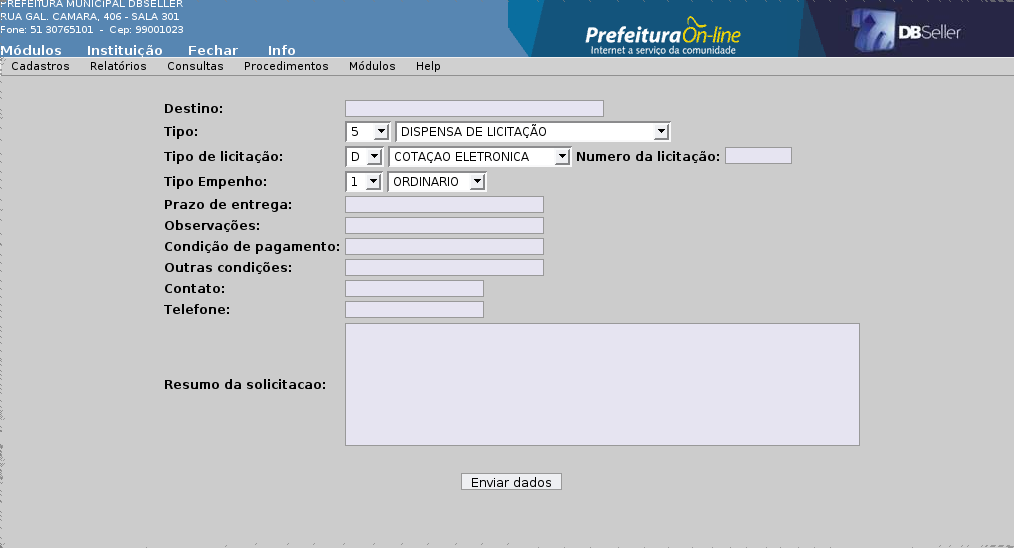 PREFEITURA MUNICIPAL DBSELLER
RUA GAL. CAMARA, 406 - SALA 301
Fone: 51 30765101 - Cep: 99001023
Módulos Instituição Fechar Info
Prefeitura On-line
Internet a serviço da comunidade
DBSeller
Cadastros Relatórios Consultas Procedimentos Módulos Help
Destino:
Tipo: 5 DISPENSA DE LICITAÇÃO
Tipo de licitação: D COTAÇAO ELETRONICA Numero da licitação:
Tipo Empenho: 1 ORDINARIO
Prazo de entrega:
Observações:
Condição de pagamento:
Outras condições:
Contato:
Telefone:
Resumo da solicitacao:
Enviar dados